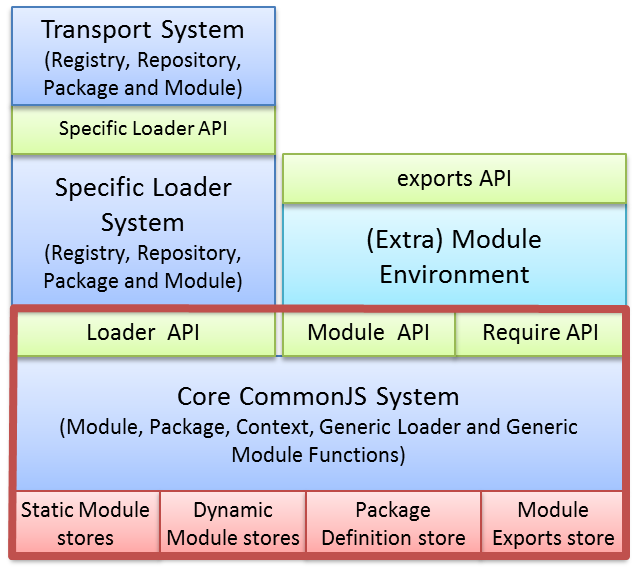 Transport System
(Registry, Repository,
Package and Module)
Specific Loader API
Specific Loader
System
(Registry, Repository,
Package and Module)
exports API
(Extra) Module
Environment
Loader API
Module API
Require API
Core CommonJS System
(Module, Package, Context, Generic Loader and Generic
Module Functions)
Static Module
stores
Dynamic
Module stores
Package
Definition store
Module
Exports store